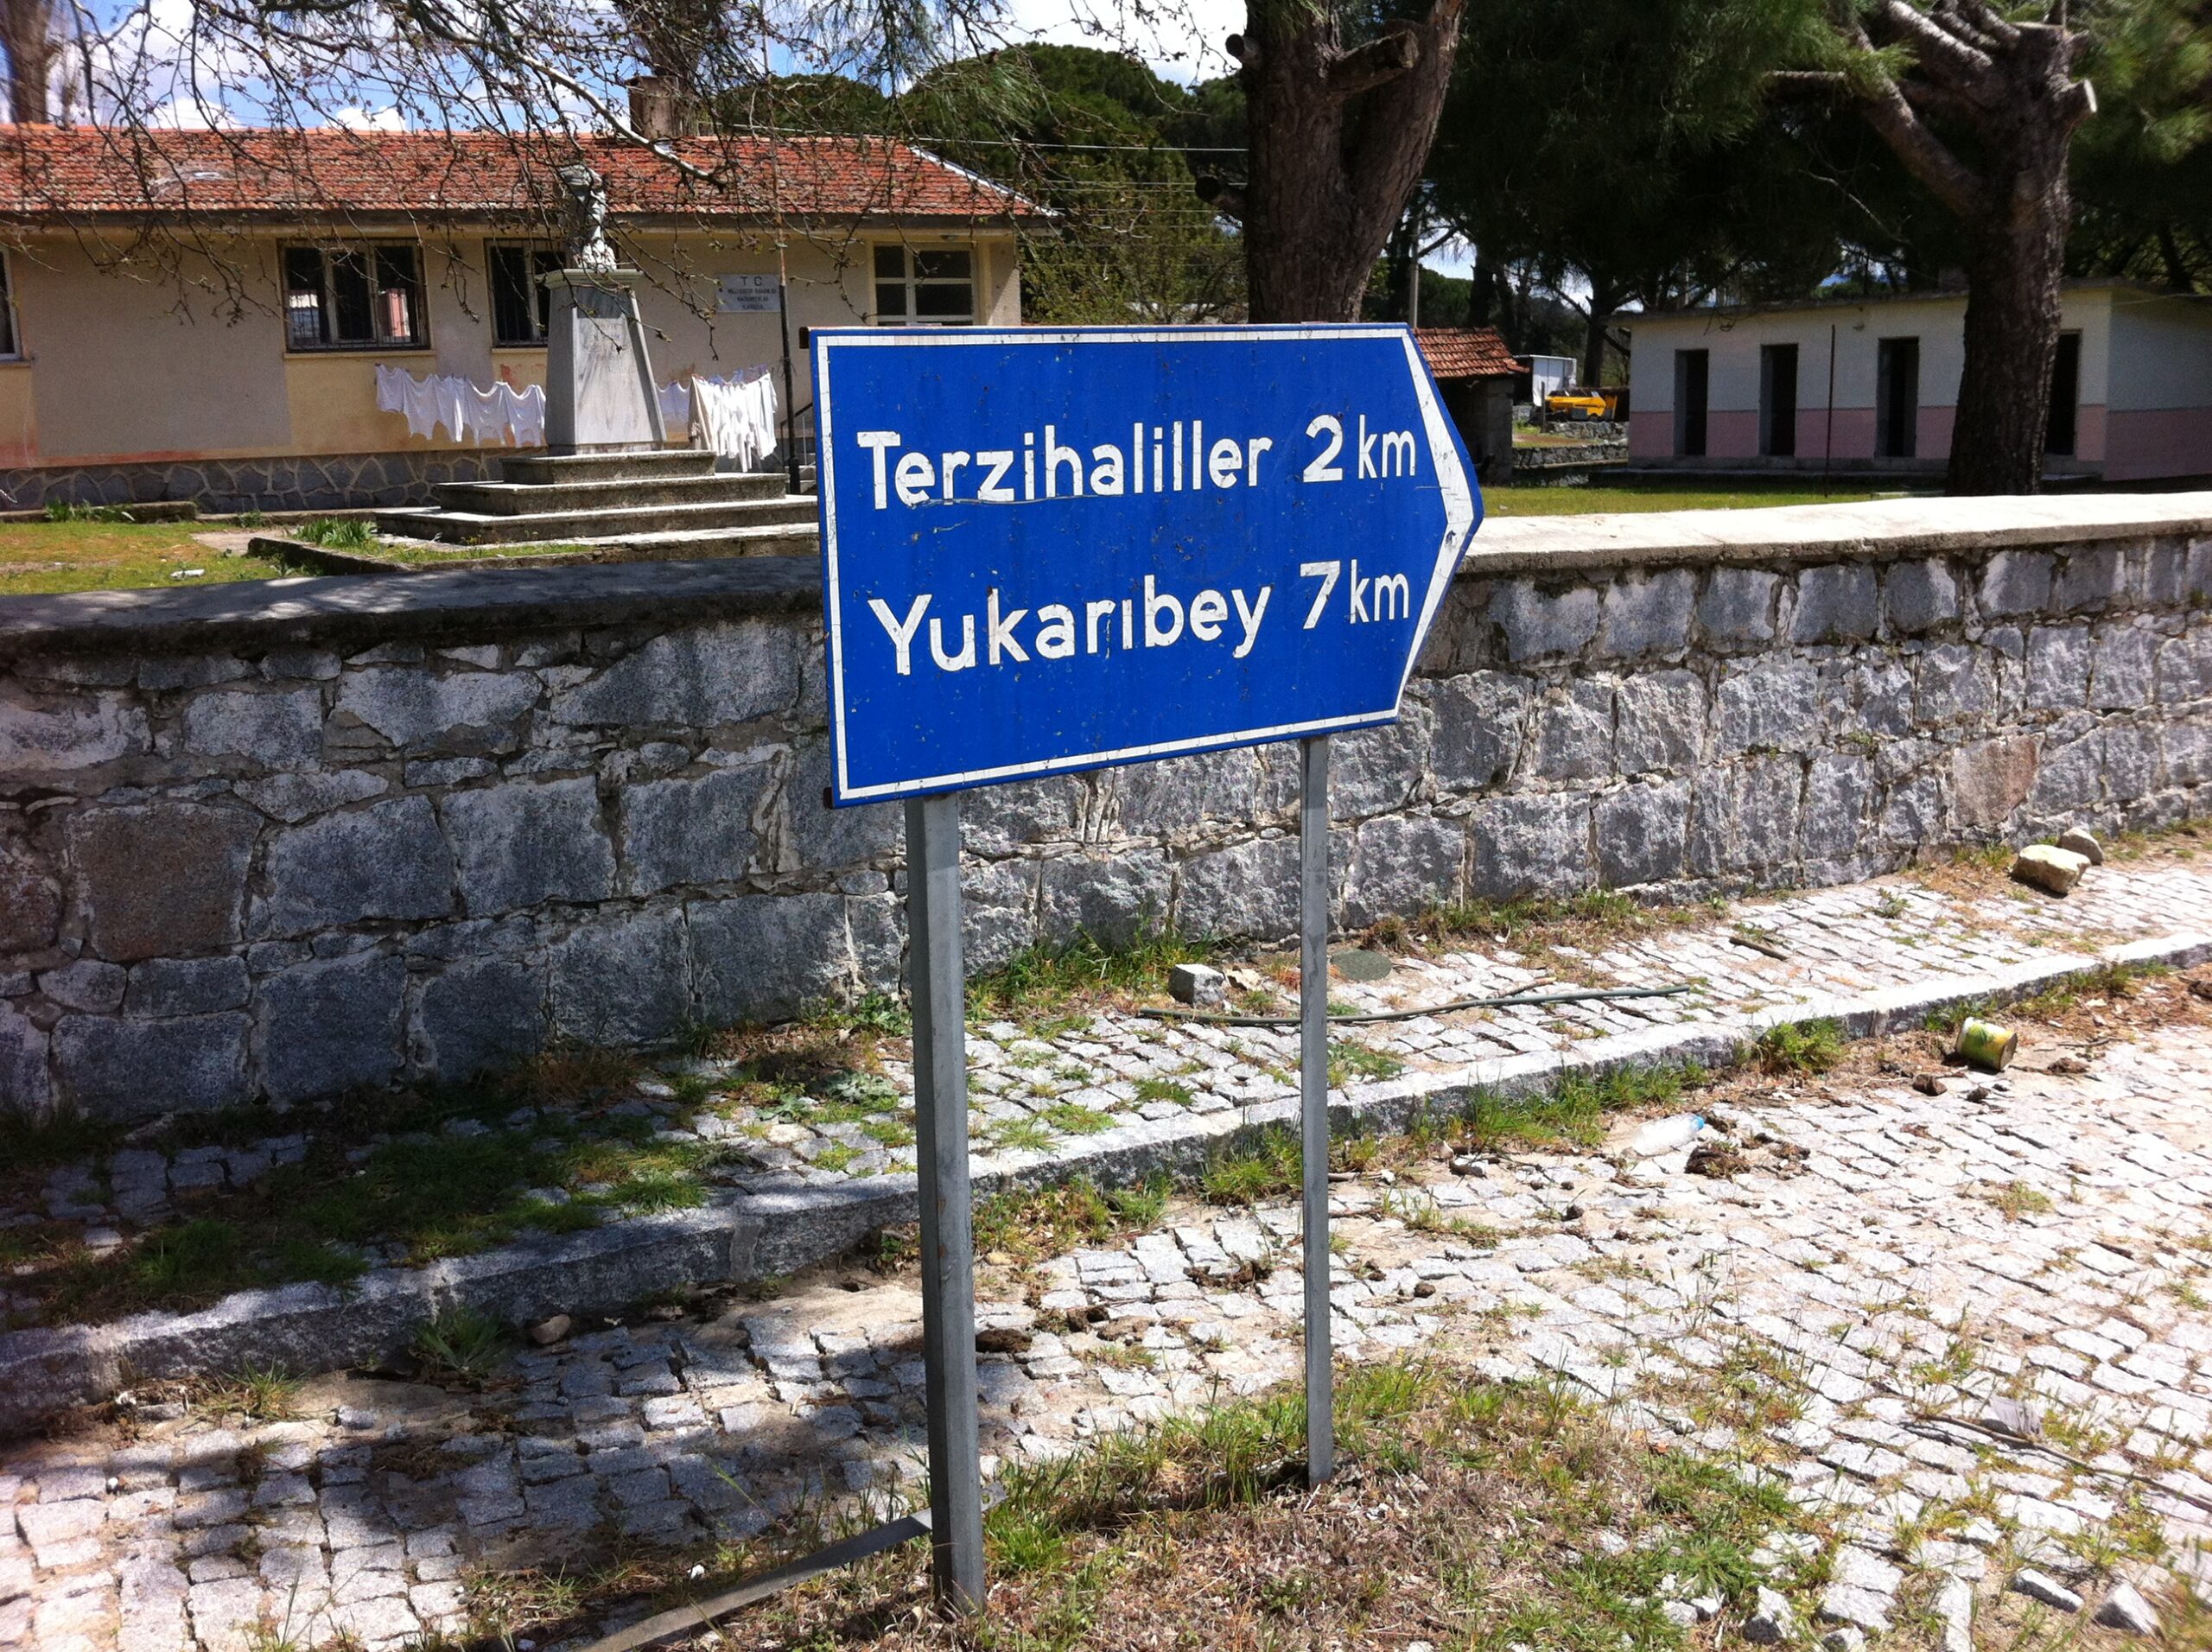 T.C.
Terzihaliller 2 km
Yukarıbey 7 km